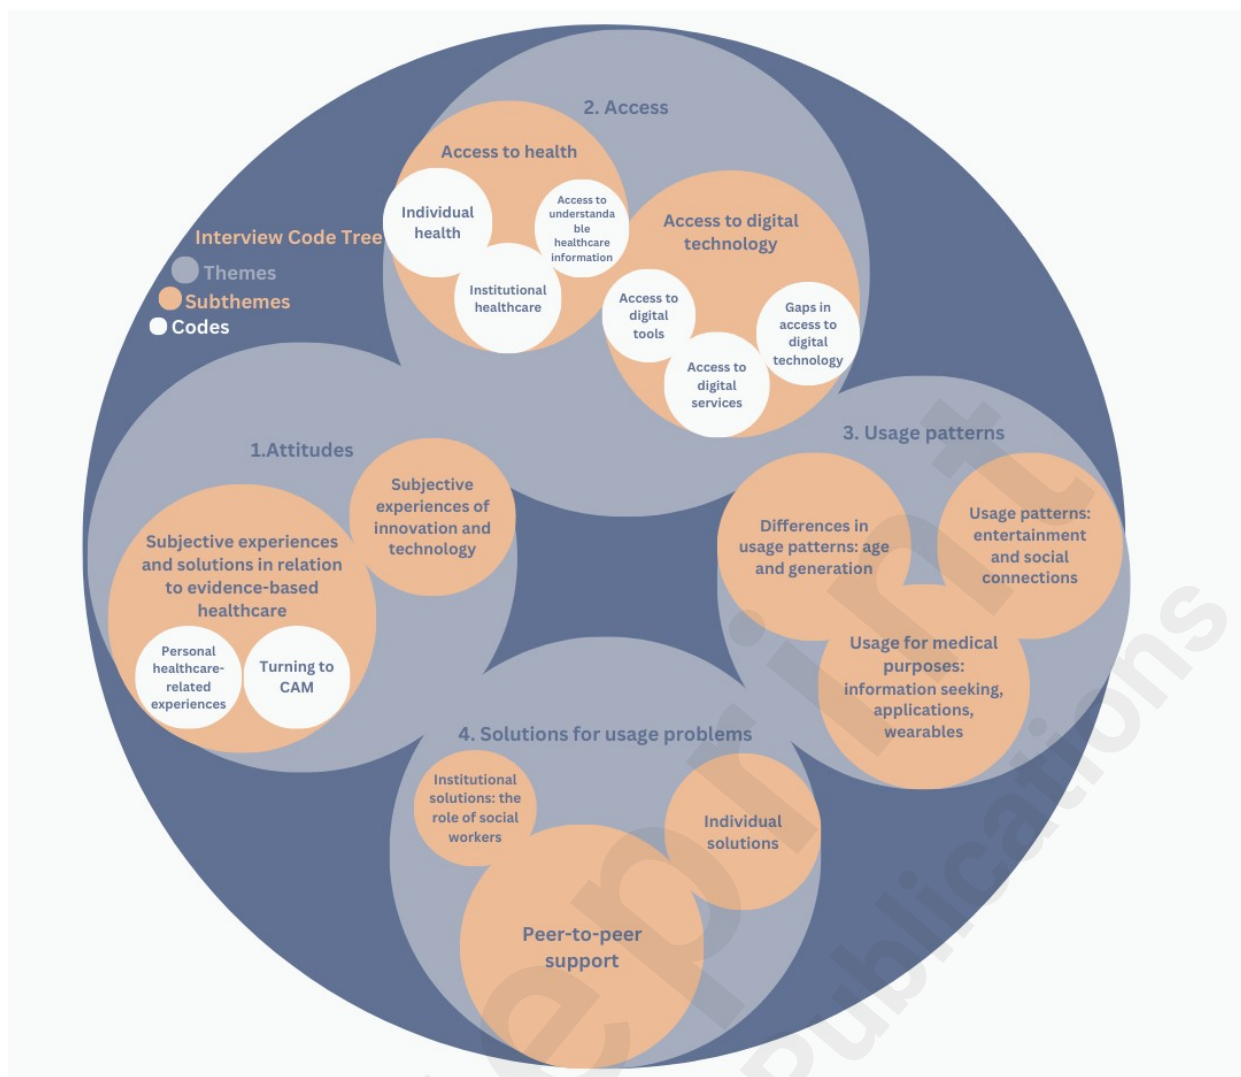 2. Access
Access to health
Individual
health
Access to
understanda
ble
healthcare
information
Institutional
healthcare
Access to digital
technology
Access to
digital
tools
Gaps in
access to
digital
technology
Access to
digital
services
Interview Code Tree
Themes
Subthemes
Codes
1.Attitudes
Subjective
experiences of
innovation and
technology
Subjective experiences
and solutions in relation
to evidence-based
healthcare
Personal
healthcare-
related
experiences
Turning to
CAM
3. Usage patterns
Differences in
usage patterns: age
and generation
Usage patterns:
entertainment
and social
connections
Usage for medical
purposes:
information seeking,
applications,
wearables
4. Solutions for usage problems
Institutional
solutions: the
role of social
workers
Individual
solutions
Peer-to-peer
support
eprint
Publications